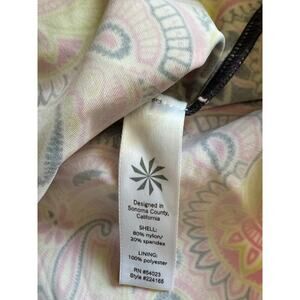 Designed in
Sonoma County,
California
SHELL:
80% nylon/
20% spandex
LINING:
100% polyester
RN #54023
Style #224165